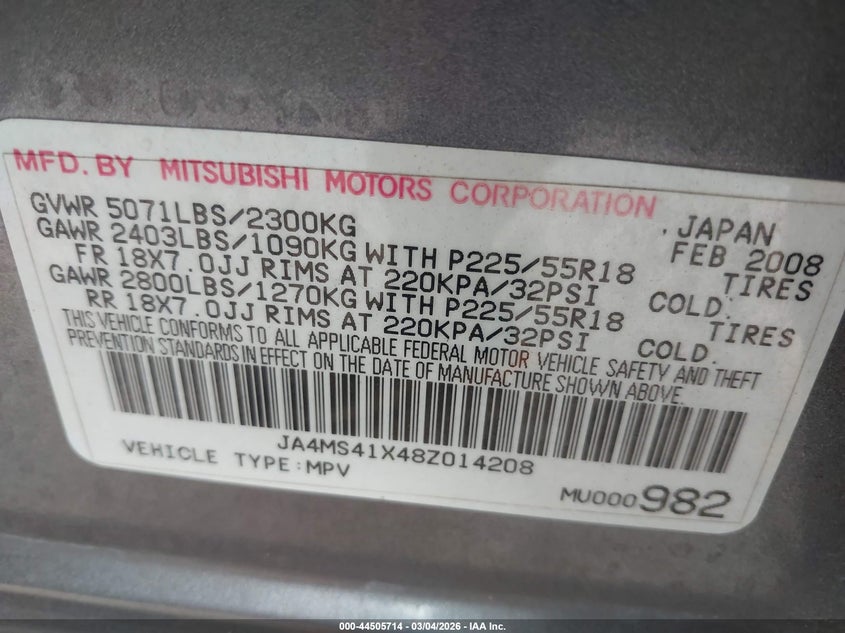 MFD. BY MITSUBISHI MOTORS CORPORATION
GVWR 5071LBS/2300KG . JAPAN
GAWR 2403LBS/1090KG WITH P225/55R18 FEB 2008
FR 18X7.0JJ RIMS AT 220KPA/32PSI COLD. TIRES
GAWR 2800LBS/1270KG WITH P225/55R18
RR 18X7.0JJ RIMS AT 220KPA/32PSI COLD. TIRES
THIS VEHICLE CONFORMS TO ALL APPLICABLE FEDERAL MOTOR VEHICLE SAFETY AND THEFT
PREVENTION STANDARDS IN EFFECT ON THE DATE OF MANUFACTURE SHOWN ABOVE.
JA4MS41X48Z014208
VEHICLE TYPE:MPV
MU000982
000-44505714 - 03/04/2026 - IAA Inc.